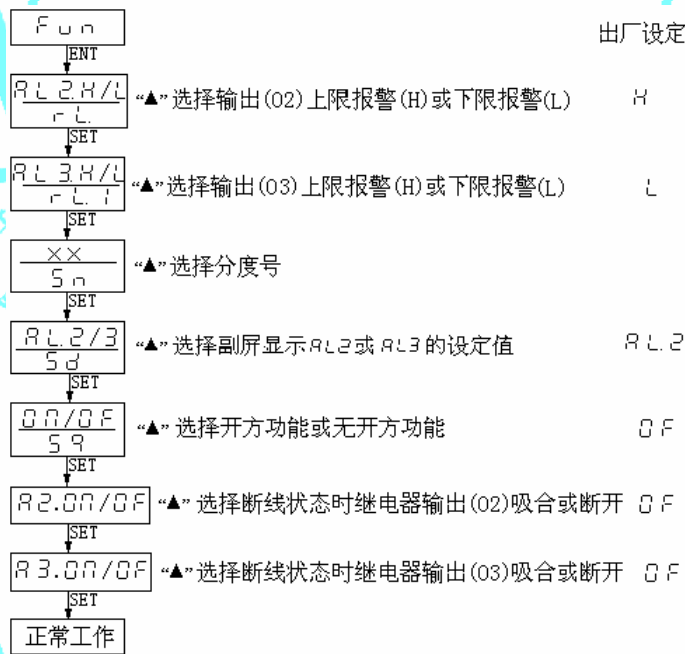 Fun 出厂设定
ENT
AL2.H/L “▲”选择输出(O2)上限报警(H)或下限报警(L) H
rL.
SET
AL3.H/L “▲”选择输出(O3)上限报警(H)或下限报警(L) L
rL.1
SET
×× “▲”选择分度号
Sn
SET
AL.2/3 “▲”选择副屏显示AL2或AL3的设定值 AL.2
Sd
SET
ON/OF “▲”选择开方功能或无开方功能 OF
Sq
SET
A2.ON/OF “▲”选择断线状态时继电器输出(O2)吸合或断开 OF
SET
A3.ON/OF “▲”选择断线状态时继电器输出(O3)吸合或断开 OF
SET
正常工作